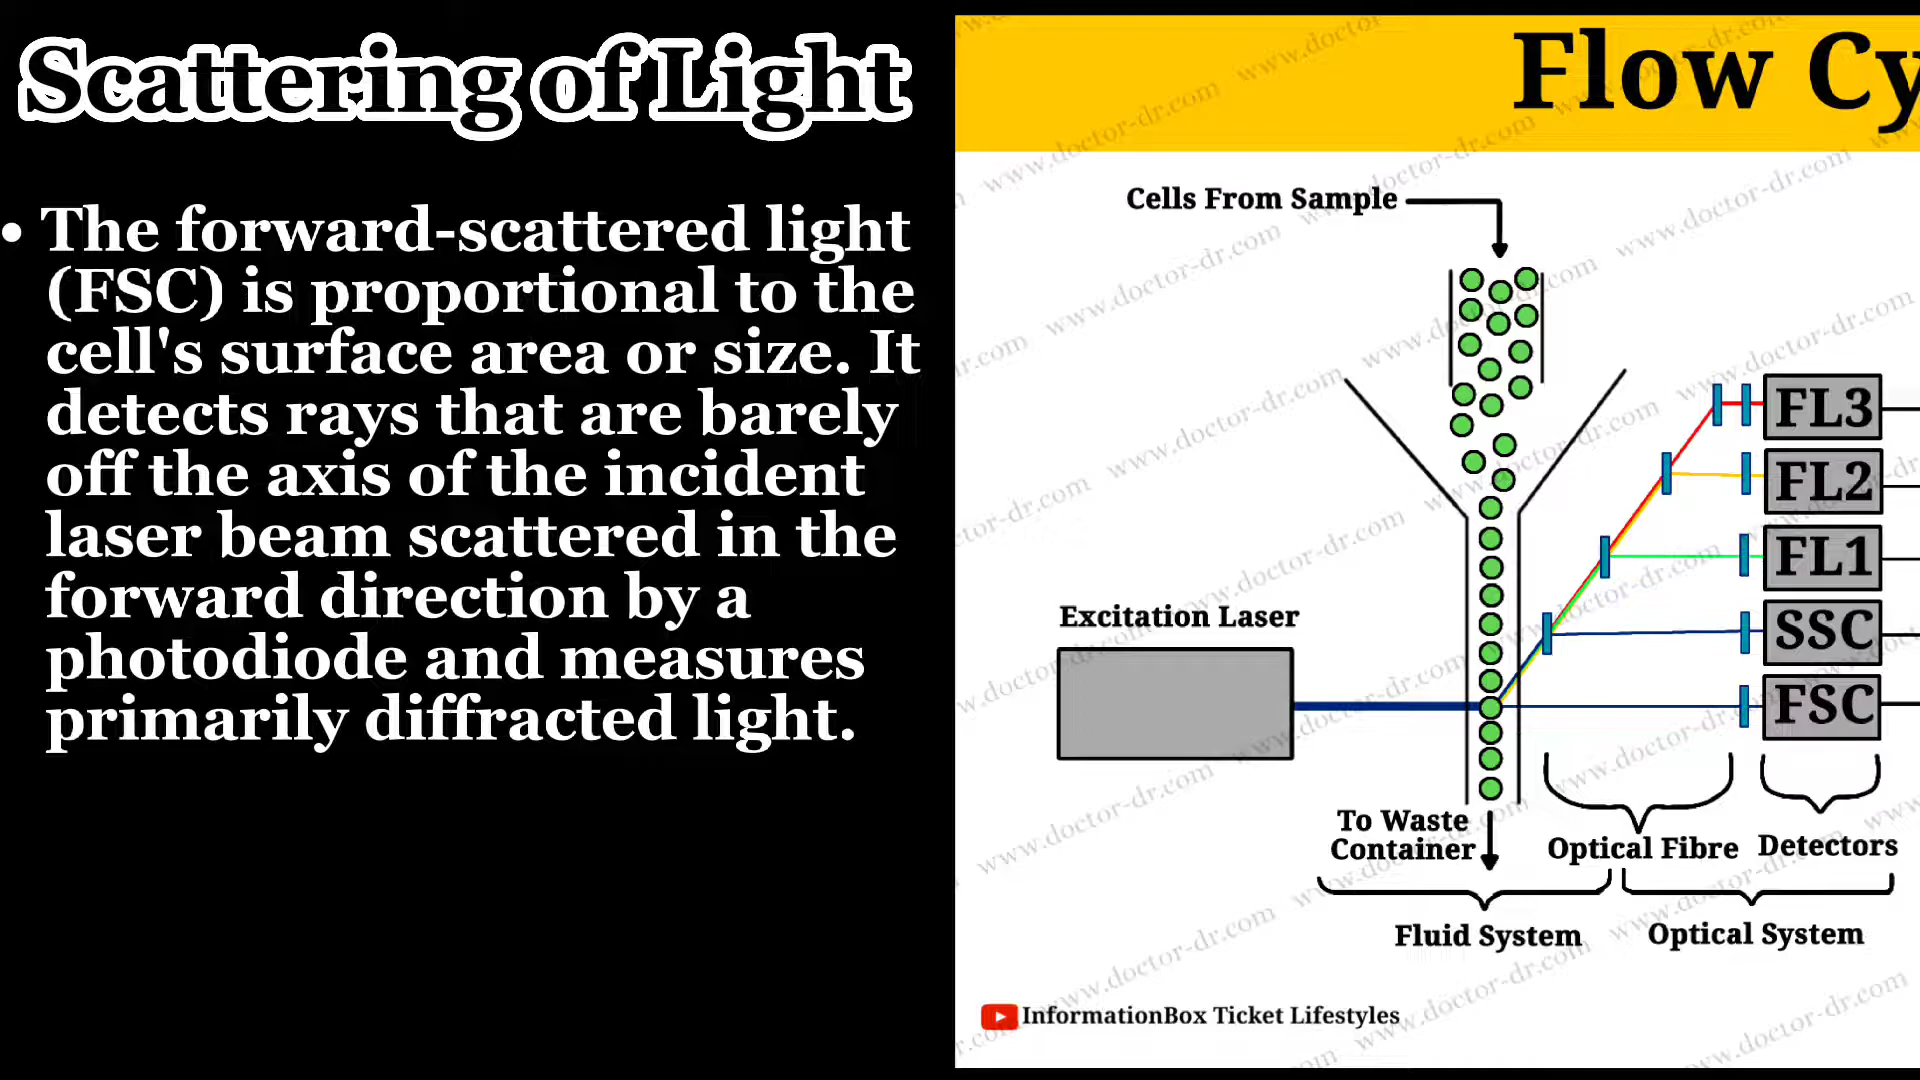 Scattering of Light
• The forward-scattered light
(FSC) is proportional to the
cell's surface area or size. It
detects rays that are barely
off the axis of the incident
laser beam scattered in the
forward direction by a
photodiode and measures
primarily diffracted light.
Flow Cy
Cells From Sample
FL3
FL2
FL1
SSC
FSC
Excitation Laser
To Waste
Container
Optical Fibre
Detectors
Fluid System
Optical System
InformationBox Ticket Lifestyles
www.doctor-dr.com